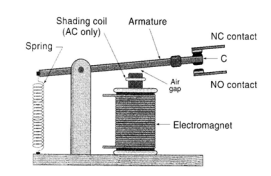 Shading coil
(AC only)
Armature
NC contact
Spring
C
Air
gap
NO contact
Electromagnet